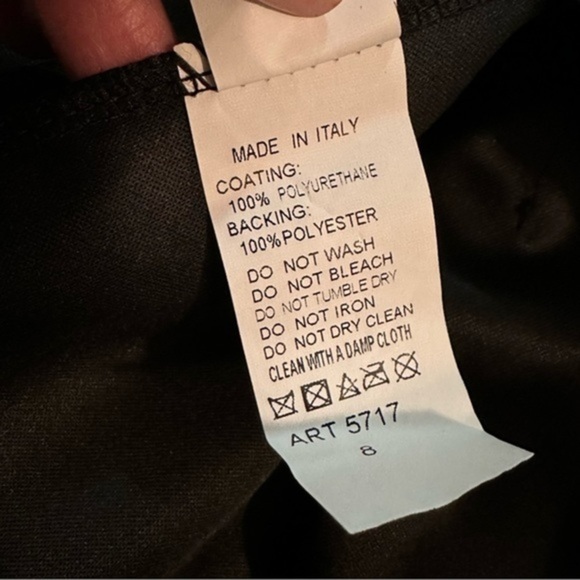 MADE IN ITALY
COATING:
100% POLYURETHANE
BACKING:
100%POLYESTER
DO NOT WASH
DO NOT BLEACH
DO NOT TUMBLE DRY
DO NOT IRON
DO NOT DRY CLEAN
CLEAN WITH A DAMP CLOTH
ART 5717
8